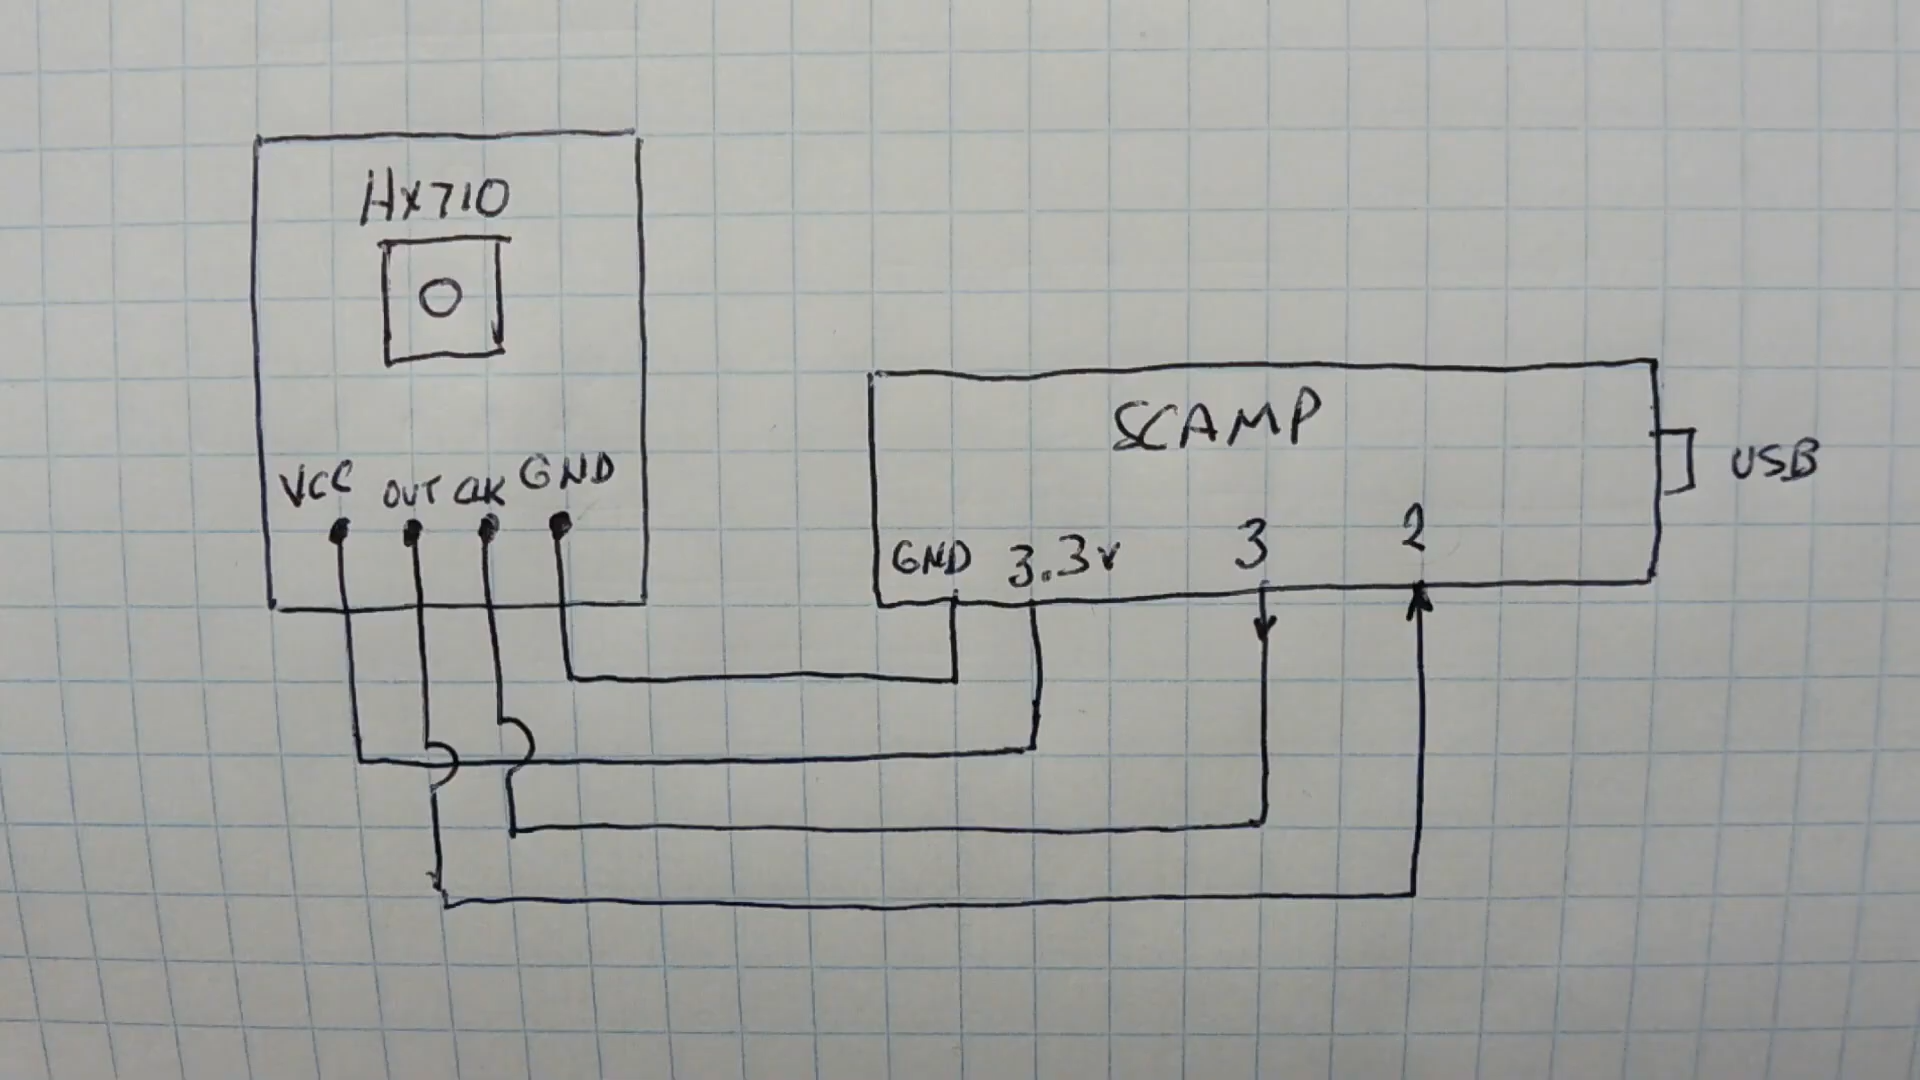 HX710
VCC OUT CLK GND
SCAMP
USB
GND 3.3v 3 2